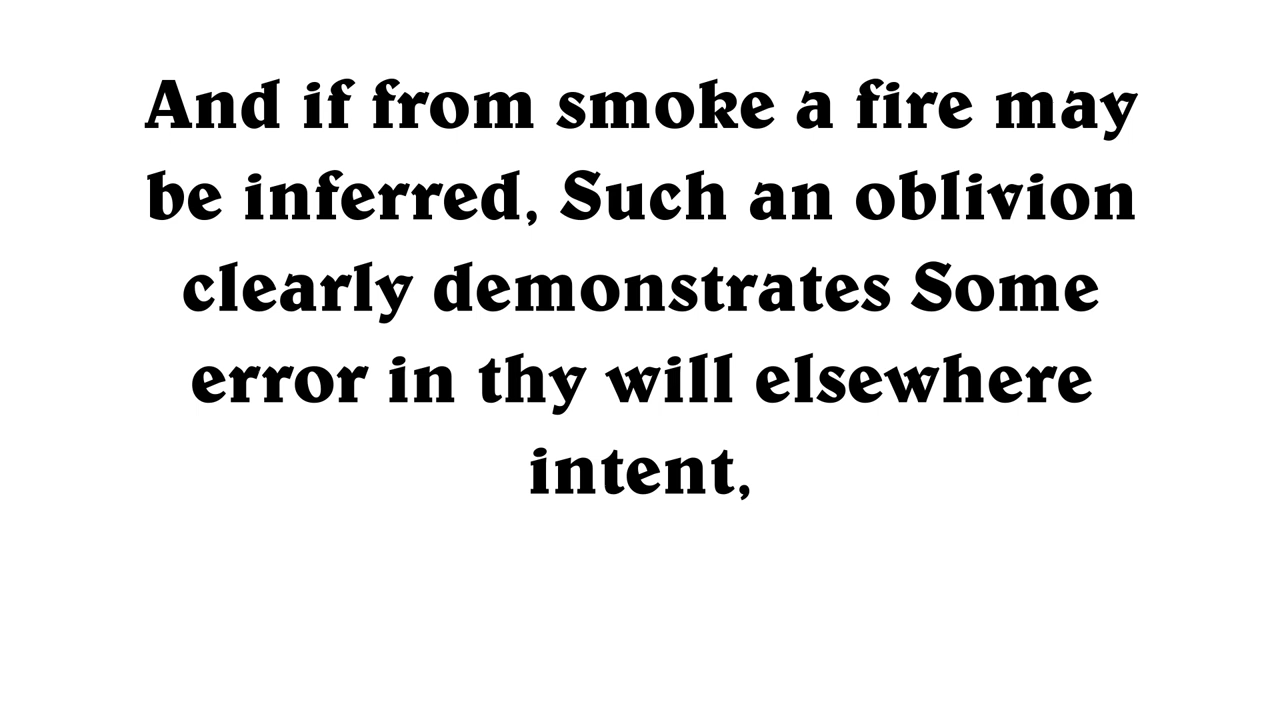 And if from smoke a fire may
be inferred, Such an oblivion
clearly demonstrates Some
error in thy will elsewhere
intent,